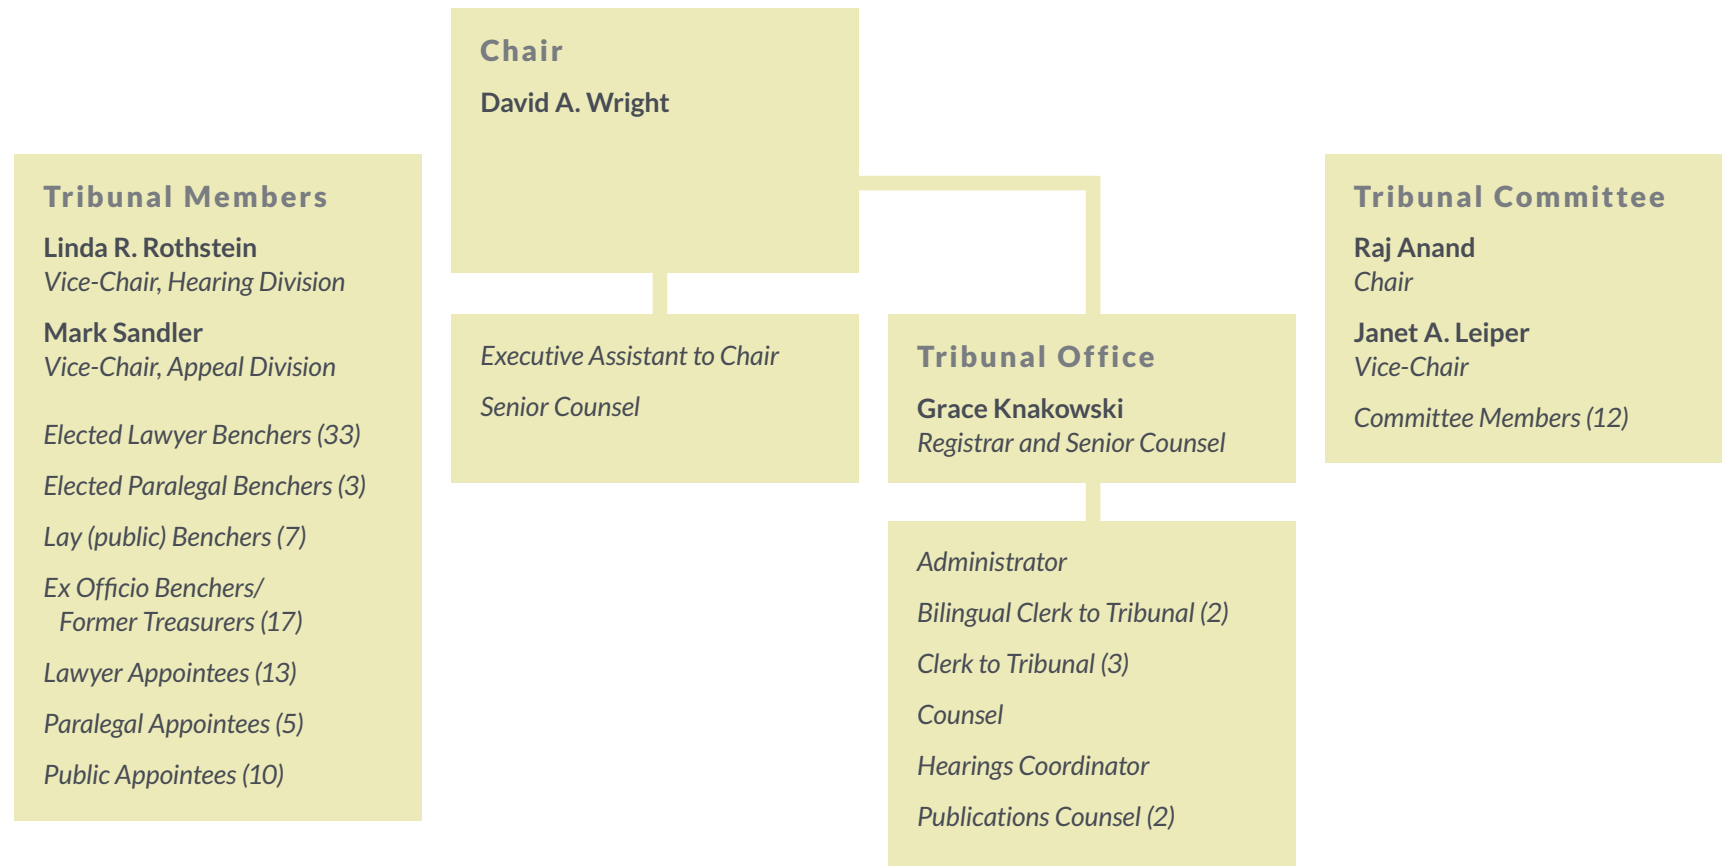 Chair
David A. Wright
Tribunal Members
Linda R. Rothstein
Vice-Chair, Hearing Division
Mark Sandler
Vice-Chair, Appeal Division
Elected Lawyer Benchers (33)
Elected Paralegal Benchers (3)
Lay (public) Benchers (7)
Ex Officio Benchers/
Former Treasurers (17)
Lawyer Appointees (13)
Paralegal Appointees (5)
Public Appointees (10)
Executive Assistant to Chair
Senior Counsel
Tribunal Office
Grace Knakowski
Registrar and Senior Counsel
Administrator
Bilingual Clerk to Tribunal (2)
Clerk to Tribunal (3)
Counsel
Hearings Coordinator
Publications Counsel (2)
Tribunal Committee
Raj Anand
Chair
Janet A. Leiper
Vice-Chair
Committee Members (12)